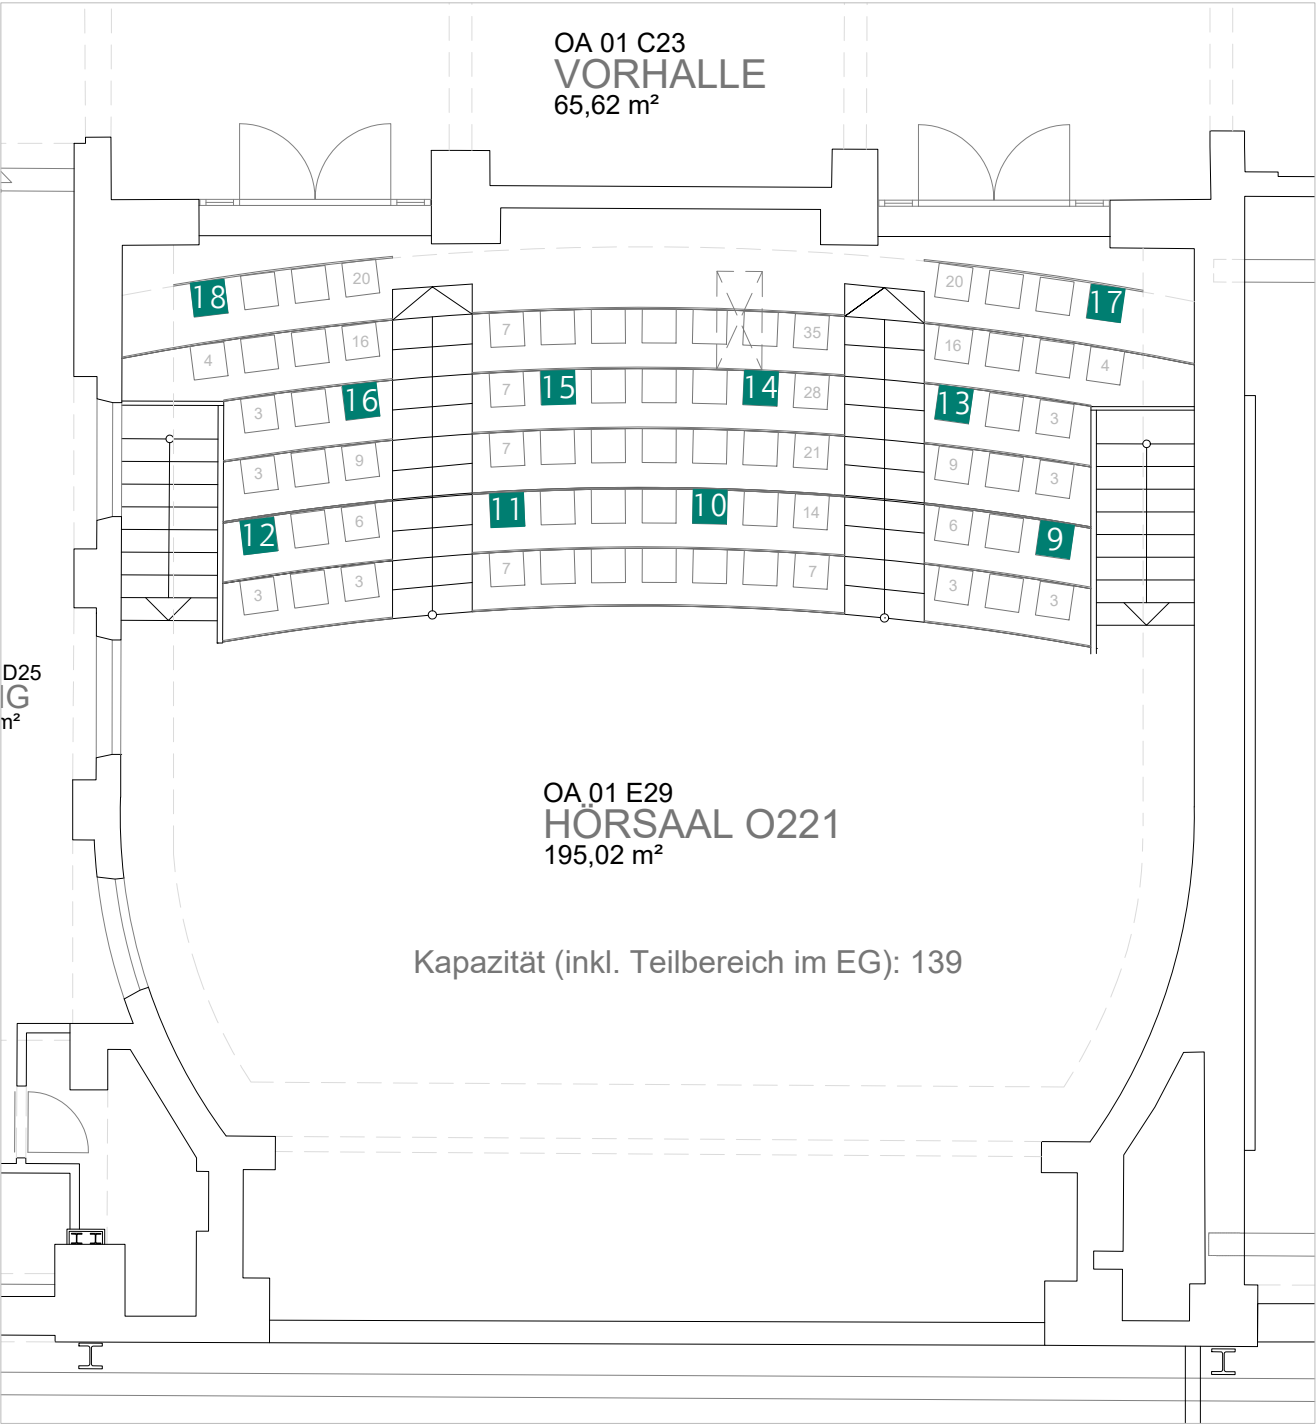 OA 01 C23
VORHALLE
65,62 m²
18 20 20 17
4 16 7 35 16 4
3 16 7 15 14 28 13 3
3 9 7 21 9 3
12 6 11 10 14 6 9
3 3 7 7 3 3
D25
IG
m²
OA 01 E29
HÖRSAAL O221
195,02 m²
Kapazität (inkl. Teilbereich im EG): 139